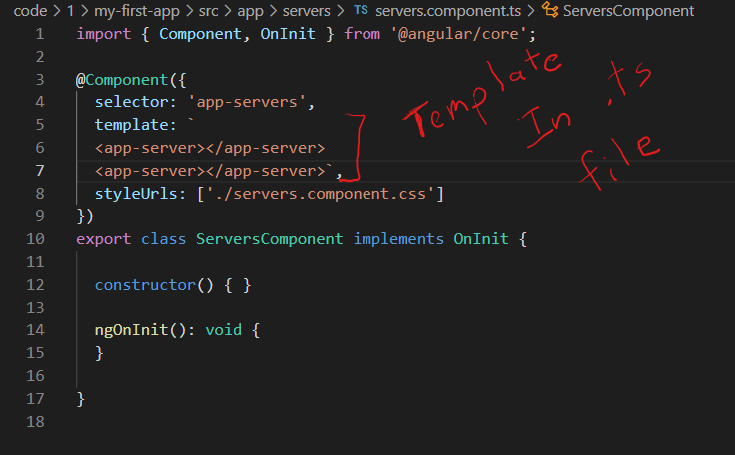 code > 1 > my-first-app > src > app > servers > TS servers.component.ts > ServersComponent
1 import { Component, OnInit } from '@angular/core';
2
3 @Component({
4 selector: 'app-servers',
5 template: `
6 <app-server></app-server>
7 <app-server></app-server>`,
8 styleUrls: ['./servers.component.css']
9 })
10 export class ServersComponent implements OnInit {
11
12 constructor() { }
13
14 ngOnInit(): void {
15 }
16
17 }
18
Template
In .ts
file